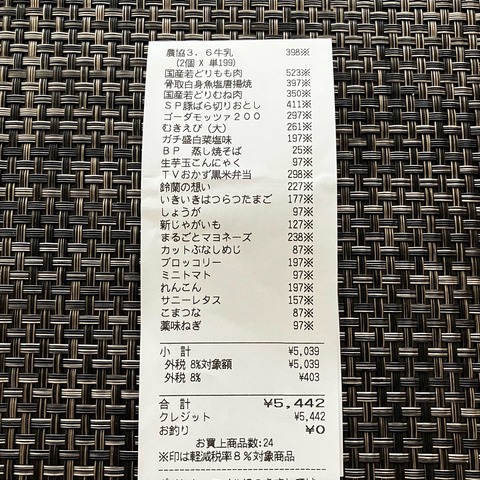 農協3.6牛乳 398※
(2個 X 単199)
国産若どりもも肉 523※
骨取白身魚塩唐揚焼 397※
国産若どりむね肉 350※
SP豚ばら切りおとし 411※
ゴーダモッツァ200 297※
むきえび(大) 261※
ガチ盛白菜塩味 197※
BP 蒸し焼そば 25※
生芋玉こんにゃく 97※
TVおかず黒米弁当 298※
鈴蘭の想い 227※
いきいきはつらつたまご 177※
しょうが 97※
新じゃがいも 127※
まるごとマヨネーズ 238※
カットぶなしめじ 87※
ブロッコリー 197※
ミニトマト 97※
れんこん 197※
サニーレタス 157※
こまつな 87※
薬味ねぎ 97※
小計 ¥5,039
外税 8%対象額 ¥5,039
外税 8% ¥403
合計 ¥5,442
クレジット ¥5,442
お釣り ¥0
お買上商品数:24
※印は軽減税率8%対象商品